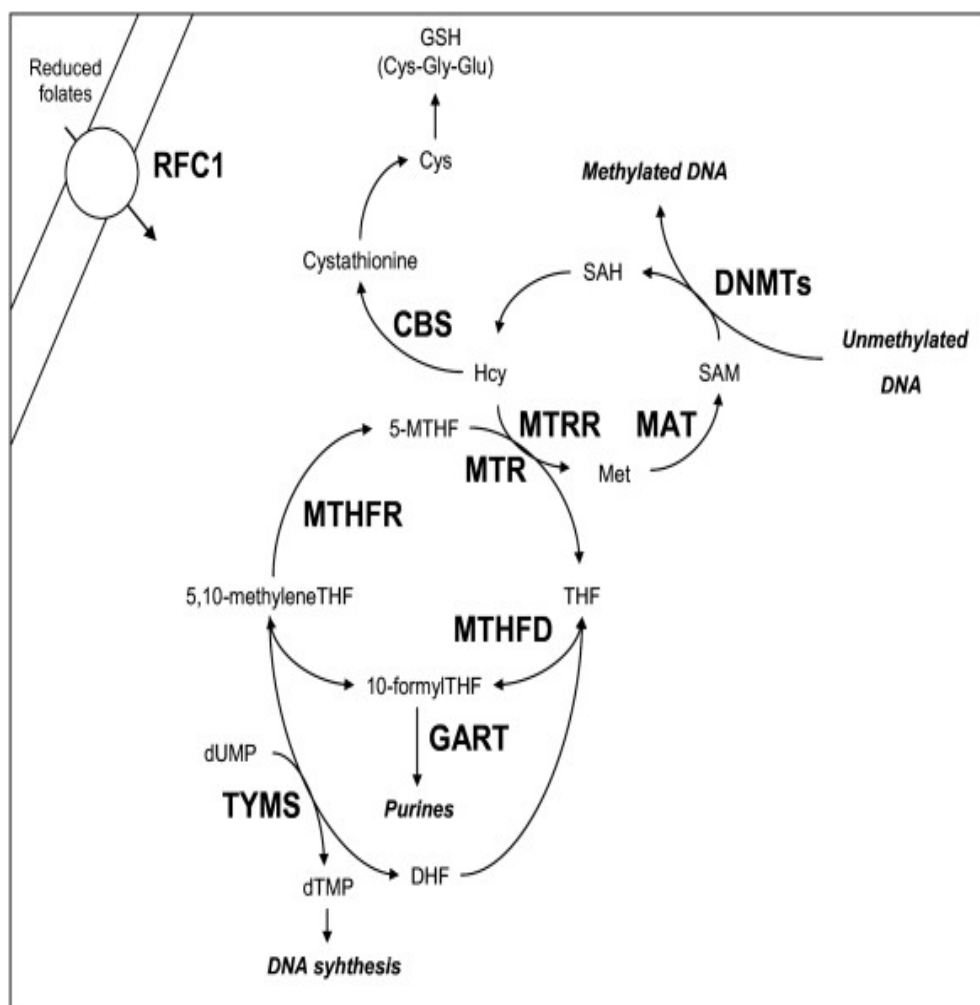 GSH
(Cys-Gly-Glu)
Reduced
folates
RFC1
Cys
Methylated DNA
Cystathionine
SAH
DNMTs
CBS
Unmethylated
DNA
Hcy
SAM
5-MTHF
MTRR
MAT
MTR
Met
MTHFR
5,10-methyleneTHF
THF
MTHFD
10-formylTHF
GART
dUMP
TYMS
Purines
dTMP
DHF
DNA syhthesis